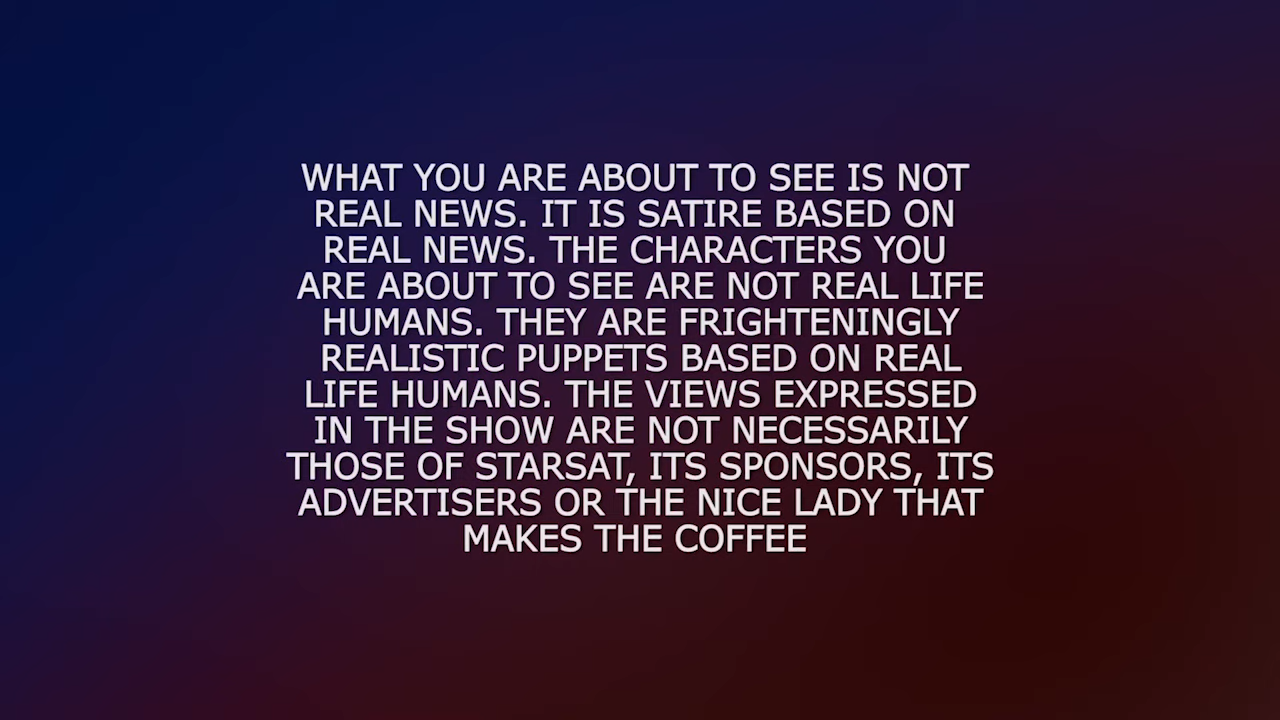 WHAT YOU ARE ABOUT TO SEE IS NOT
REAL NEWS. IT IS SATIRE BASED ON
REAL NEWS. THE CHARACTERS YOU
ARE ABOUT TO SEE ARE NOT REAL LIFE
HUMANS. THEY ARE FRIGHTENINGLY
REALISTIC PUPPETS BASED ON REAL
LIFE HUMANS. THE VIEWS EXPRESSED
IN THE SHOW ARE NOT NECESSARILY
THOSE OF STARSAT, ITS SPONSORS, ITS
ADVERTISERS OR THE NICE LADY THAT
MAKES THE COFFEE